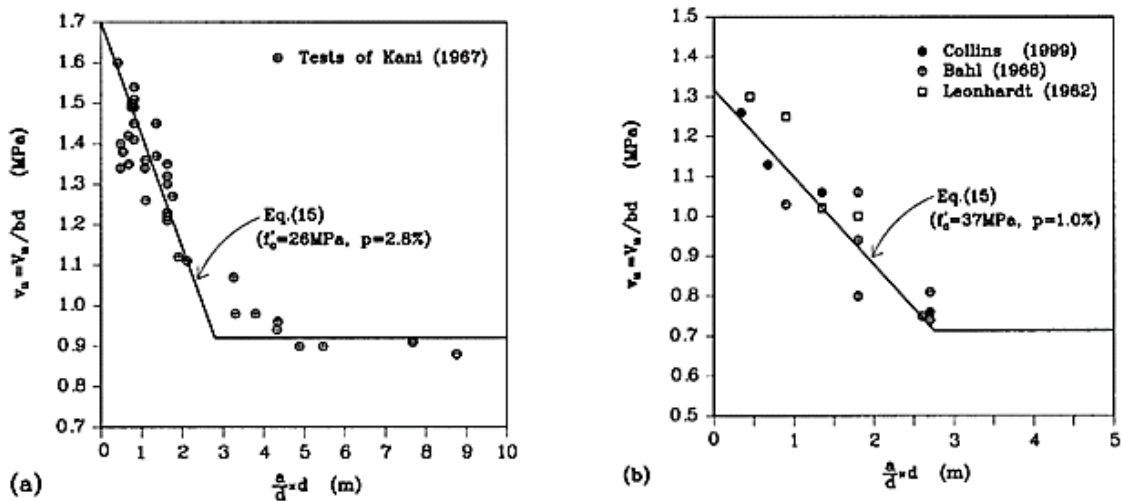 1.7
1.6
1.5
1.4
1.3
1.2
1.1
1.0
0.9
0.8
0.7
vₙ=Vₙ/bd (MPa)
Tests of Kani (1967)
Eq.(15)
(f'c=26MPa, p=2.8%)
0 1 2 3 4 5 6 7 8 9 10
(a)
a/d×d (m)
1.5
1.4
1.3
1.2
1.1
1.0
0.9
0.8
0.7
0.6
0.5
vₙ=Vₙ/bd (MPa)
Collins (1999)
Bahl (1968)
Leonhardt (1962)
Eq.(15)
(f'c=37MPa, p=1.0%)
0 1 2 3 4 5
(b)
a/d×d (m)